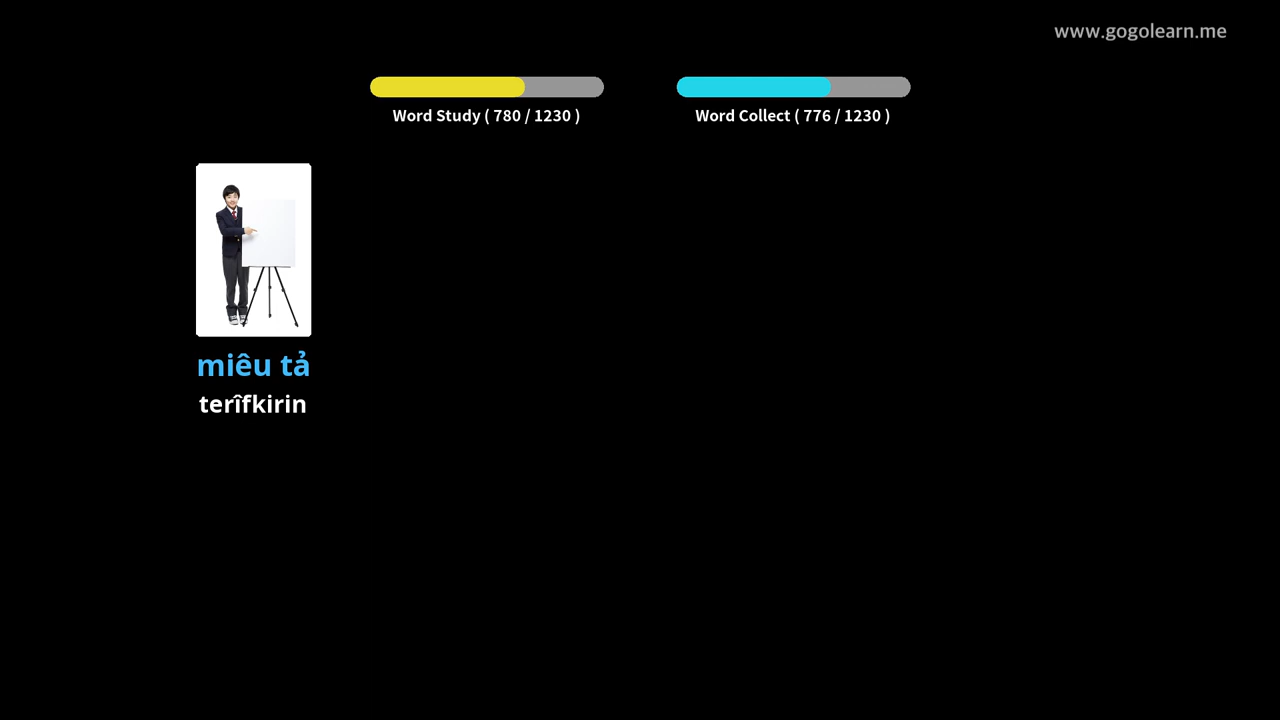 www.gogolearn.me
Word Study ( 780 / 1230 )
Word Collect ( 776 / 1230 )
miêu tả
terîfkirin